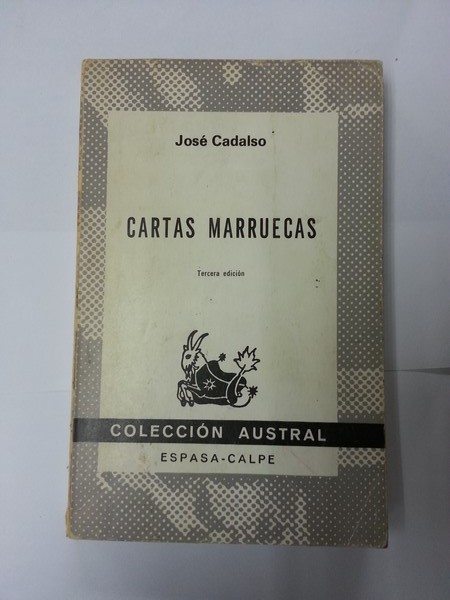 José Cadalso
CARTAS MARRUECAS
Tercera edición
COLECCIÓN AUSTRAL
ESPASA-CALPE